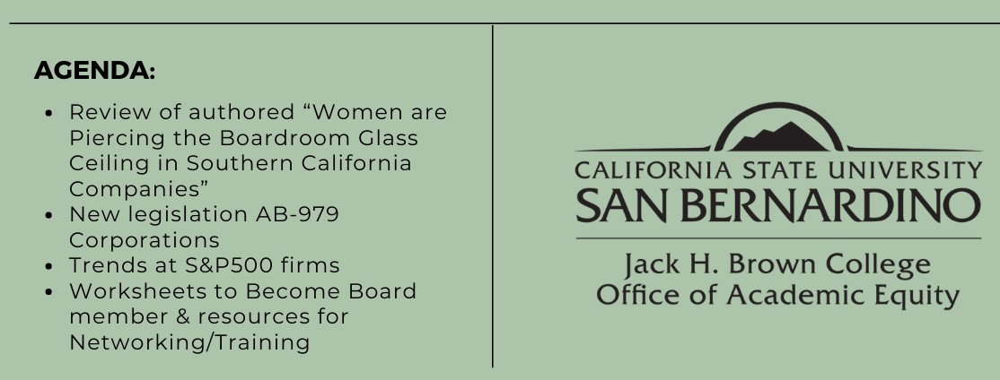 AGENDA:
• Review of authored “Women are
Piercing the Boardroom Glass
Ceiling in Southern California
Companies”
• New legislation AB-979
Corporations
• Trends at S&P500 firms
• Worksheets to Become Board
member & resources for
Networking/Training
CALIFORNIA STATE UNIVERSITY
SAN BERNARDINO
Jack H. Brown College
Office of Academic Equity